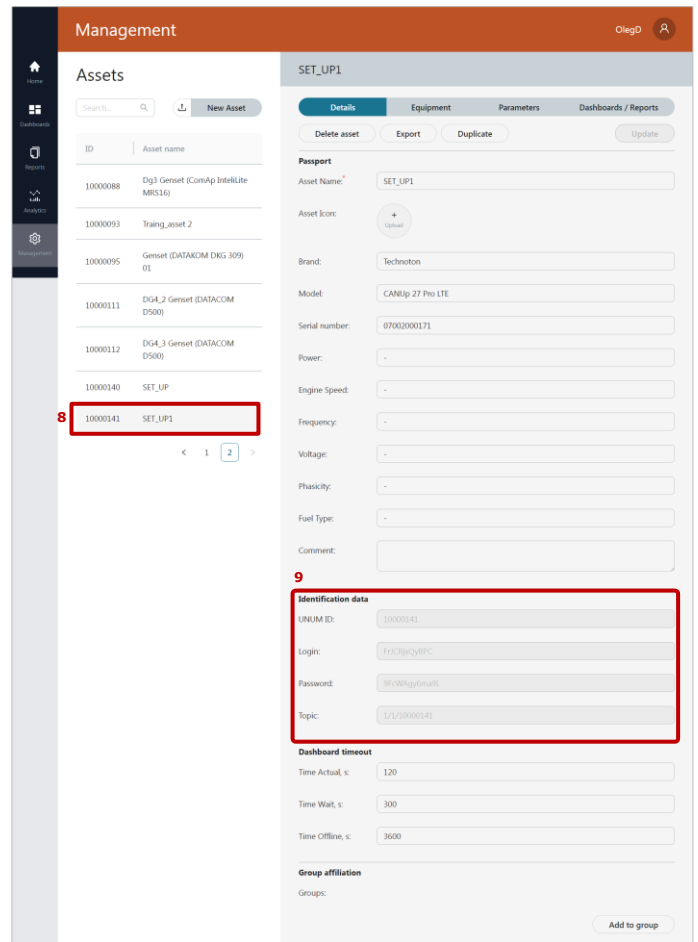 Management
OlegD
Home
Dashboards
Reports
Analytics
Management
Assets
Search...
New Asset
ID
Asset name
10000088
Dg3 Genset (ComAp InteliLite
MRS16)
10000093
Traing_asset 2
10000095
Genset (DATAKOM DKG 309)
01
10000111
DG4_2 Genset (DATACOM
D500)
10000112
DG4_3 Genset (DATACOM
D500)
10000140
SET_UP
8
10000141
SET_UP1
< 1 2 >
SET_UP1
Details
Equipment
Parameters
Dashboards / Reports
Delete asset
Export
Duplicate
Update
Passport
Asset Name:*
SET_UP1
Asset Icon:
+
Upload
Brand:
Technoton
Model:
CANUp 27 Pro LTE
Serial number:
07002000171
Power:
-
Engine Speed:
-
Frequency:
-
Voltage:
-
Phasicity:
-
Fuel Type:
-
Comment:
9
Identification data
UNUM ID:
10000141
Login:
Password:
Topic:
1/1/10000141
Dashboard timeout
Time Actual, s:
120
Time Wait, s:
300
Time Offline, s:
3600
Group affiliation
Groups:
Add to group